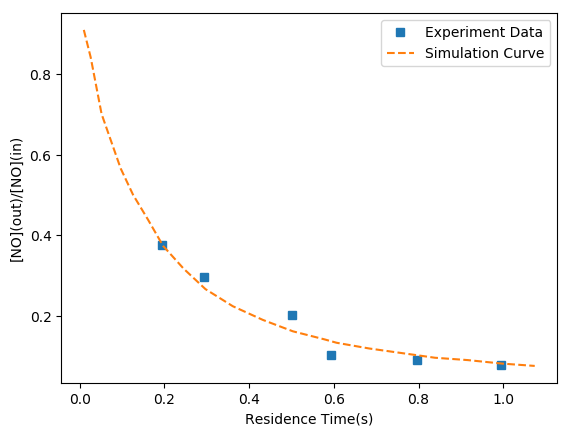 Experiment Data
Simulation Curve
[NO](out)/[NO](in)
0.8
0.6
0.4
0.2
0.0 0.2 0.4 0.6 0.8 1.0
Residence Time(s)